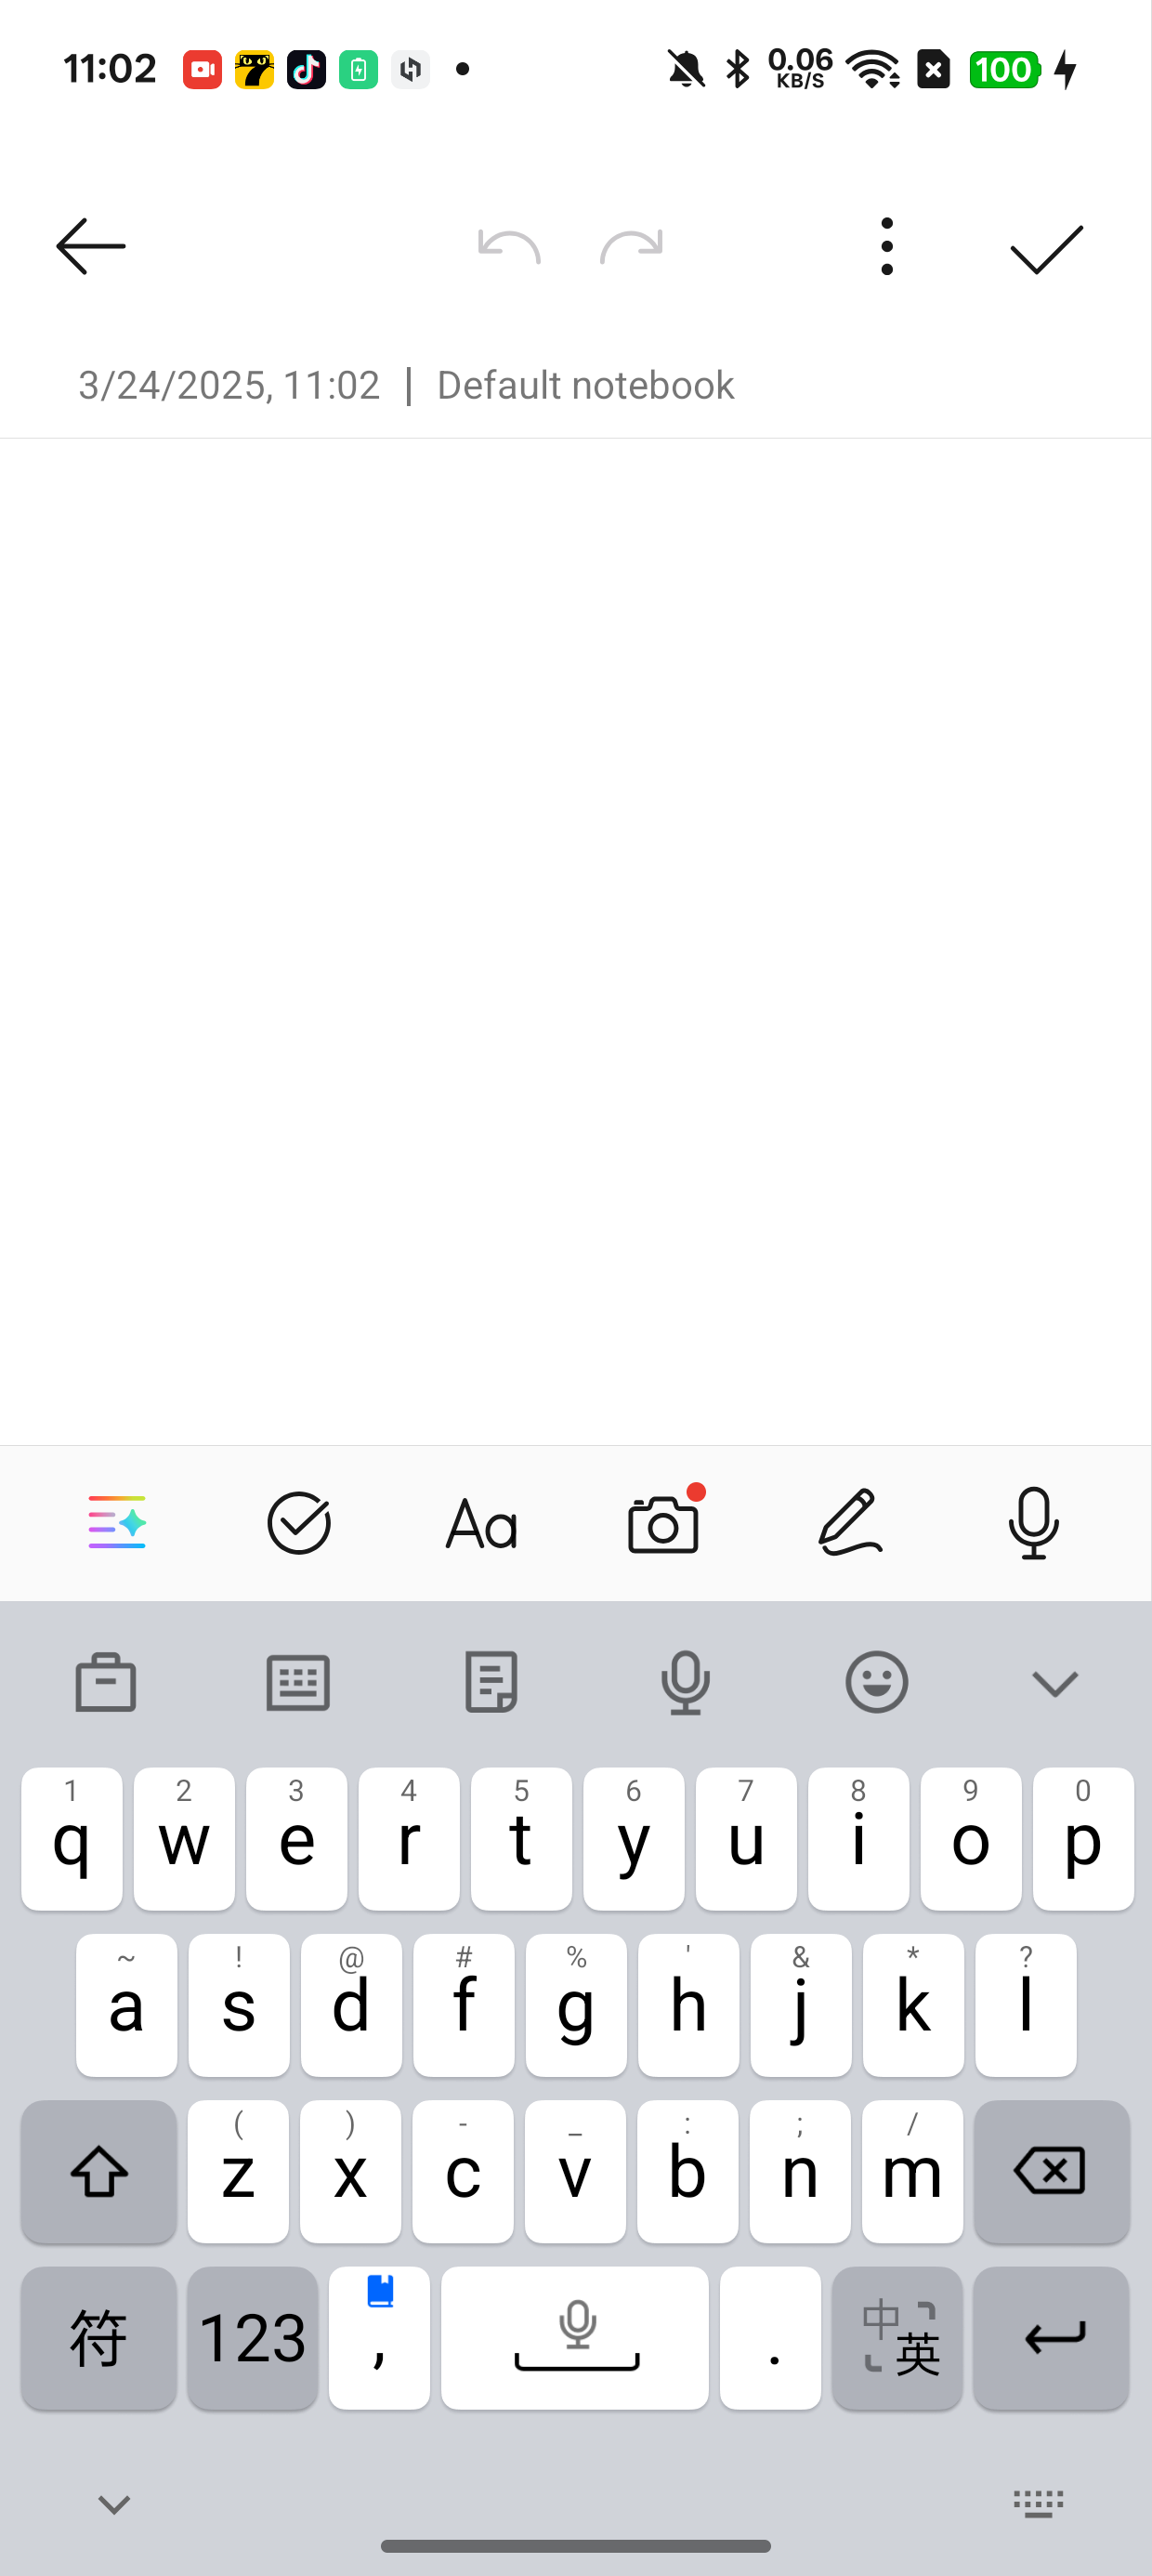 11:02 0.06 KB/S 100
3/24/2025, 11:02 | Default notebook
Aa
1 2 3 4 5 6 7 8 9 0
q w e r t y u i o p
~ ! @ # % ' & * ?
a s d f g h j k l
( ) - _ : ; /
z x c v b n m
符 123 , . 中 英